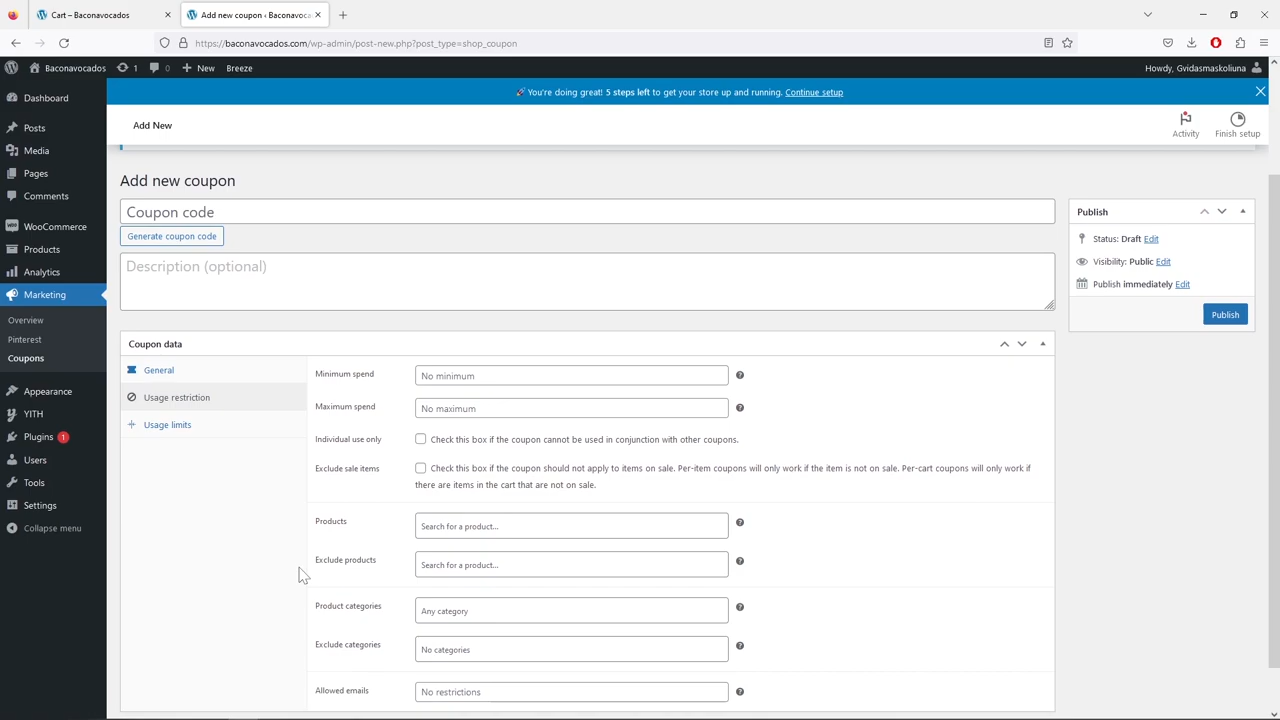 Cart – Baconavocados
Add new coupon ‹ Baconavoca
https://baconavocados.com/wp-admin/post-new.php?post_type=shop_coupon
Baconavocados 1 0 New Breeze
Howdy, Gvidasmaskoliuna
Dashboard
Posts
Media
Pages
Comments
WooCommerce
Products
Analytics
Marketing
Overview
Pinterest
Coupons
Appearance
YITH
Plugins 1
Users
Tools
Settings
Collapse menu
🚀 You're doing great! 5 steps left to get your store up and running. Continue setup
Add New
Activity
Finish setup
Add new coupon
Coupon code
Generate coupon code
Description (optional)
Publish
Status: Draft Edit
Visibility: Public Edit
Publish immediately Edit
Publish
Coupon data
General
Usage restriction
Usage limits
Minimum spend No minimum
Maximum spend No maximum
Individual use only Check this box if the coupon cannot be used in conjunction with other coupons.
Exclude sale items Check this box if the coupon should not apply to items on sale. Per-item coupons will only work if the item is not on sale. Per-cart coupons will only work if
there are items in the cart that are not on sale.
Products Search for a product…
Exclude products Search for a product…
Product categories Any category
Exclude categories No categories
Allowed emails No restrictions